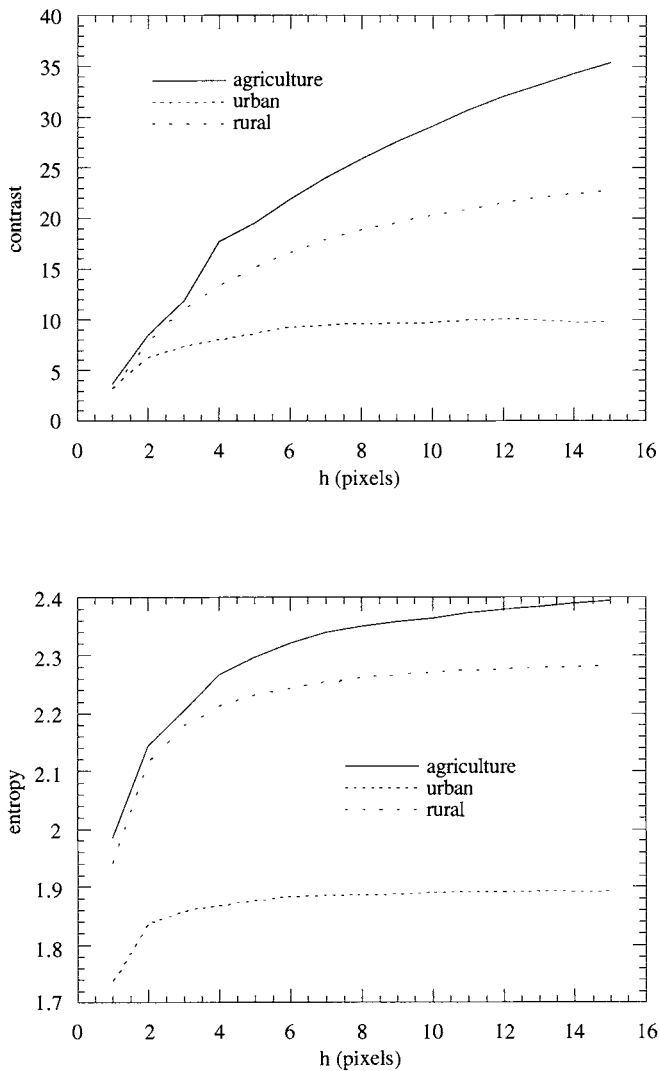 40
35
30
25
20
15
10
5
0
contrast
agriculture
urban
rural
0 2 4 6 8 10 12 14 16
h (pixels)
2.4
2.3
2.2
2.1
2
1.9
1.8
1.7
entropy
agriculture
urban
rural
0 2 4 6 8 10 12 14 16
h (pixels)